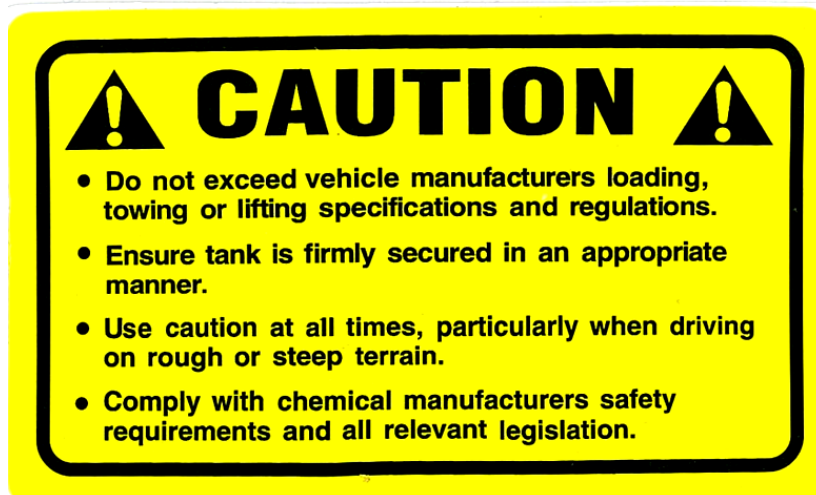 CAUTION
• Do not exceed vehicle manufacturers loading,
towing or lifting specifications and regulations.
• Ensure tank is firmly secured in an appropriate
manner.
• Use caution at all times, particularly when driving
on rough or steep terrain.
• Comply with chemical manufacturers safety
requirements and all relevant legislation.